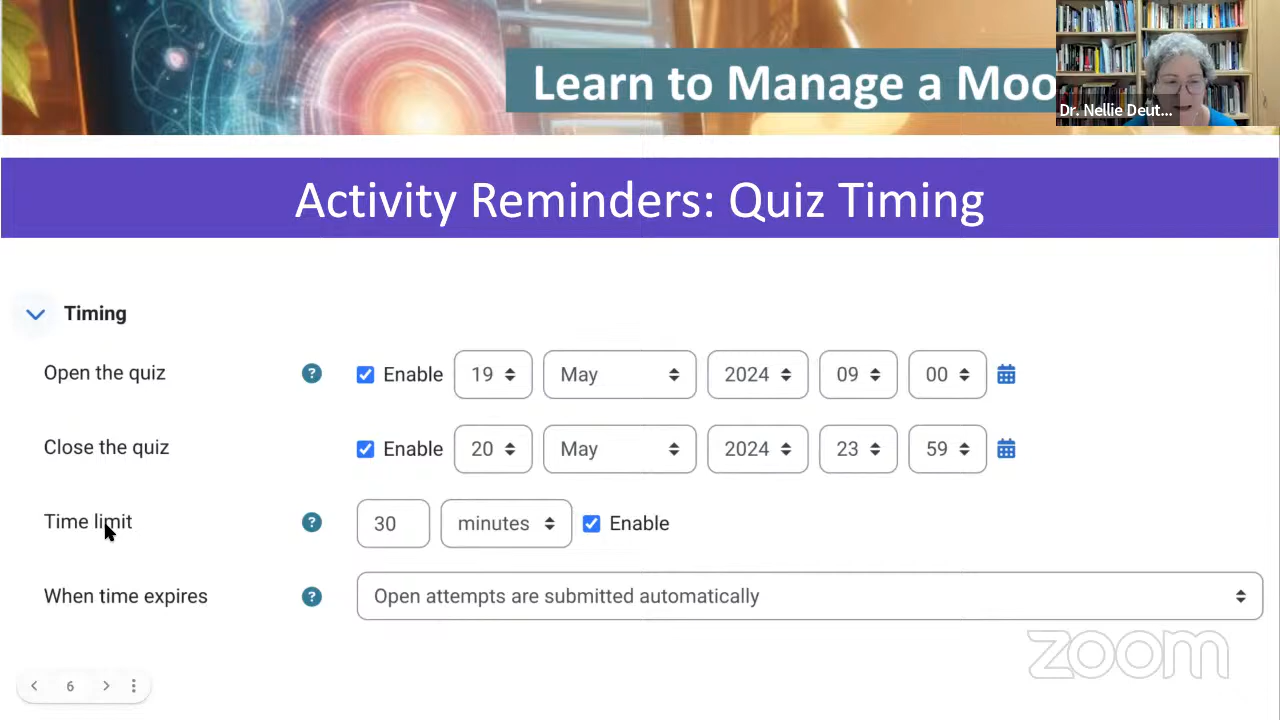 Learn to Manage a Moo
Dr. Nellie Deut...
Activity Reminders: Quiz Timing
Timing
Open the quiz ? Enable 19 May 2024 09 00
Close the quiz Enable 20 May 2024 23 59
Time limit ? 30 minutes Enable
When time expires ? Open attempts are submitted automatically
zoom
6